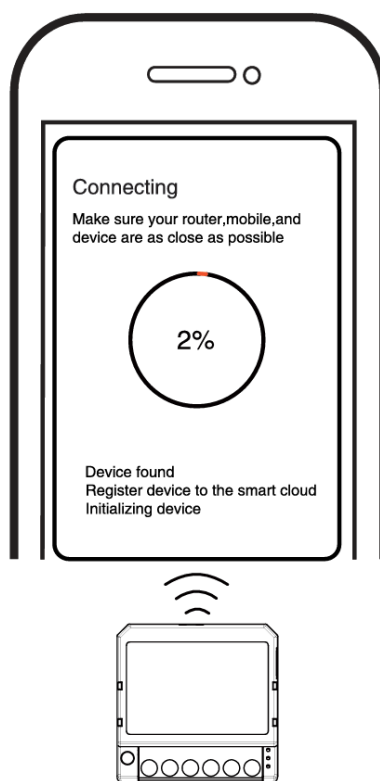 Connecting
Make sure your router,mobile,and
device are as close as possible
2%
Device found
Register device to the smart cloud
Initializing device